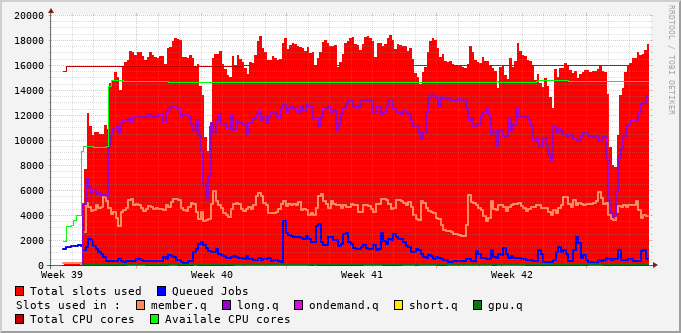 20000
18000
16000
14000
12000
10000
8000
6000
4000
2000
0
Week 39 Week 40 Week 41 Week 42
Total slots used Queued Jobs
Slots used in : member.q long.q ondemand.q short.q gpu.q
Total CPU cores Availale CPU cores
RRDTOOL / TOBI OETIKER